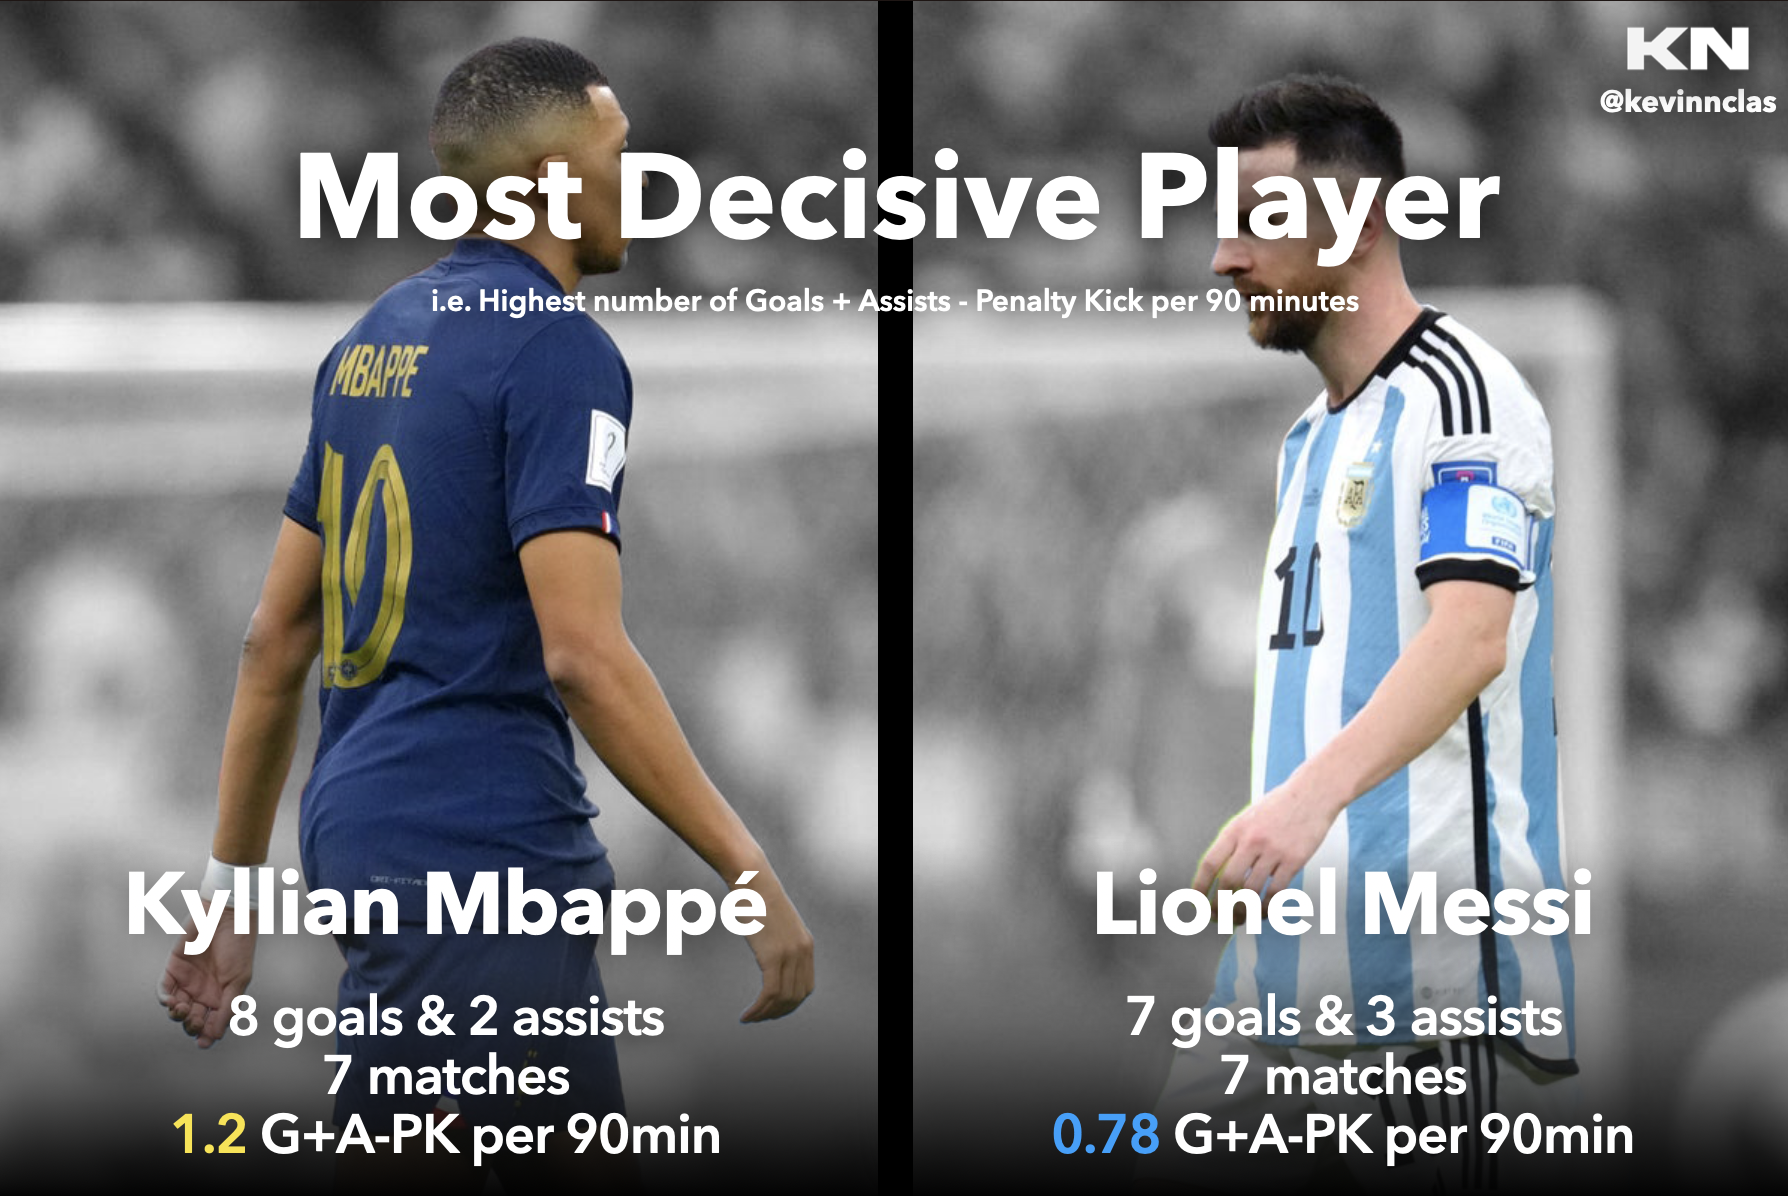 KN
@kevinnclas
Most Decisive Player
i.e. Highest number of Goals + Assists - Penalty Kick per 90 minutes
MBAPPE
10
10
FIFA
Kyllian Mbappé
8 goals & 2 assists
7 matches
1.2 G+A-PK per 90min
Lionel Messi
7 goals & 3 assists
7 matches
0.78 G+A-PK per 90min